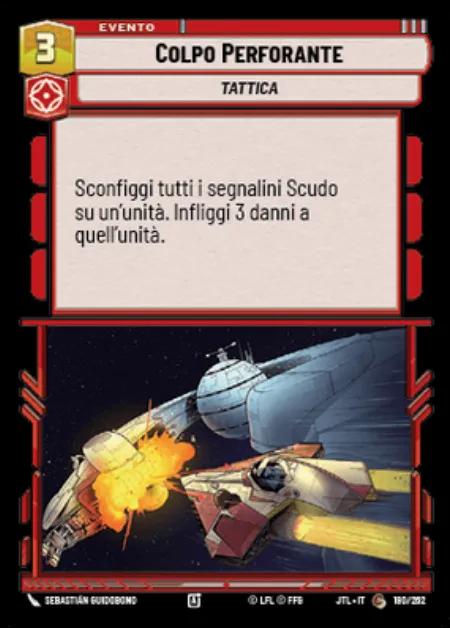 EVENTO
3
COLPO PERFORANTE
TATTICA
Sconfiggi tutti i segnalini Scudo
su un'unità. Infliggi 3 danni a
quell'unità.
SEBASTIÁN GUIDOBONO
© LFL © FFG
JTL • IT
C
180/262